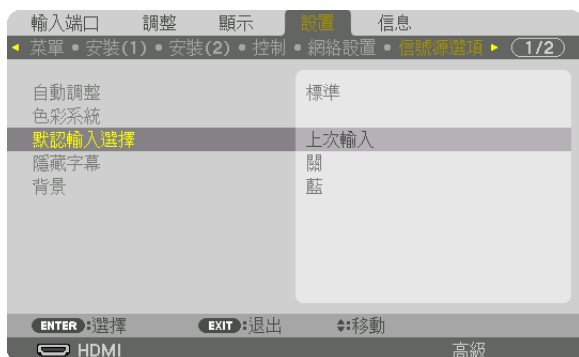 輸入端口 調整 顯示 設置 信息
◂ 菜單 • 安裝(1) • 安裝(2) • 控制 • 網絡設置 • 信號源選項 ▸ 1/2
自動調整 標準
色彩系統
默認輸入選擇 上次輸入
隱藏字幕 關
背景 藍
ENTER:選擇 EXIT:退出 ♦:移動
HDMI 高級